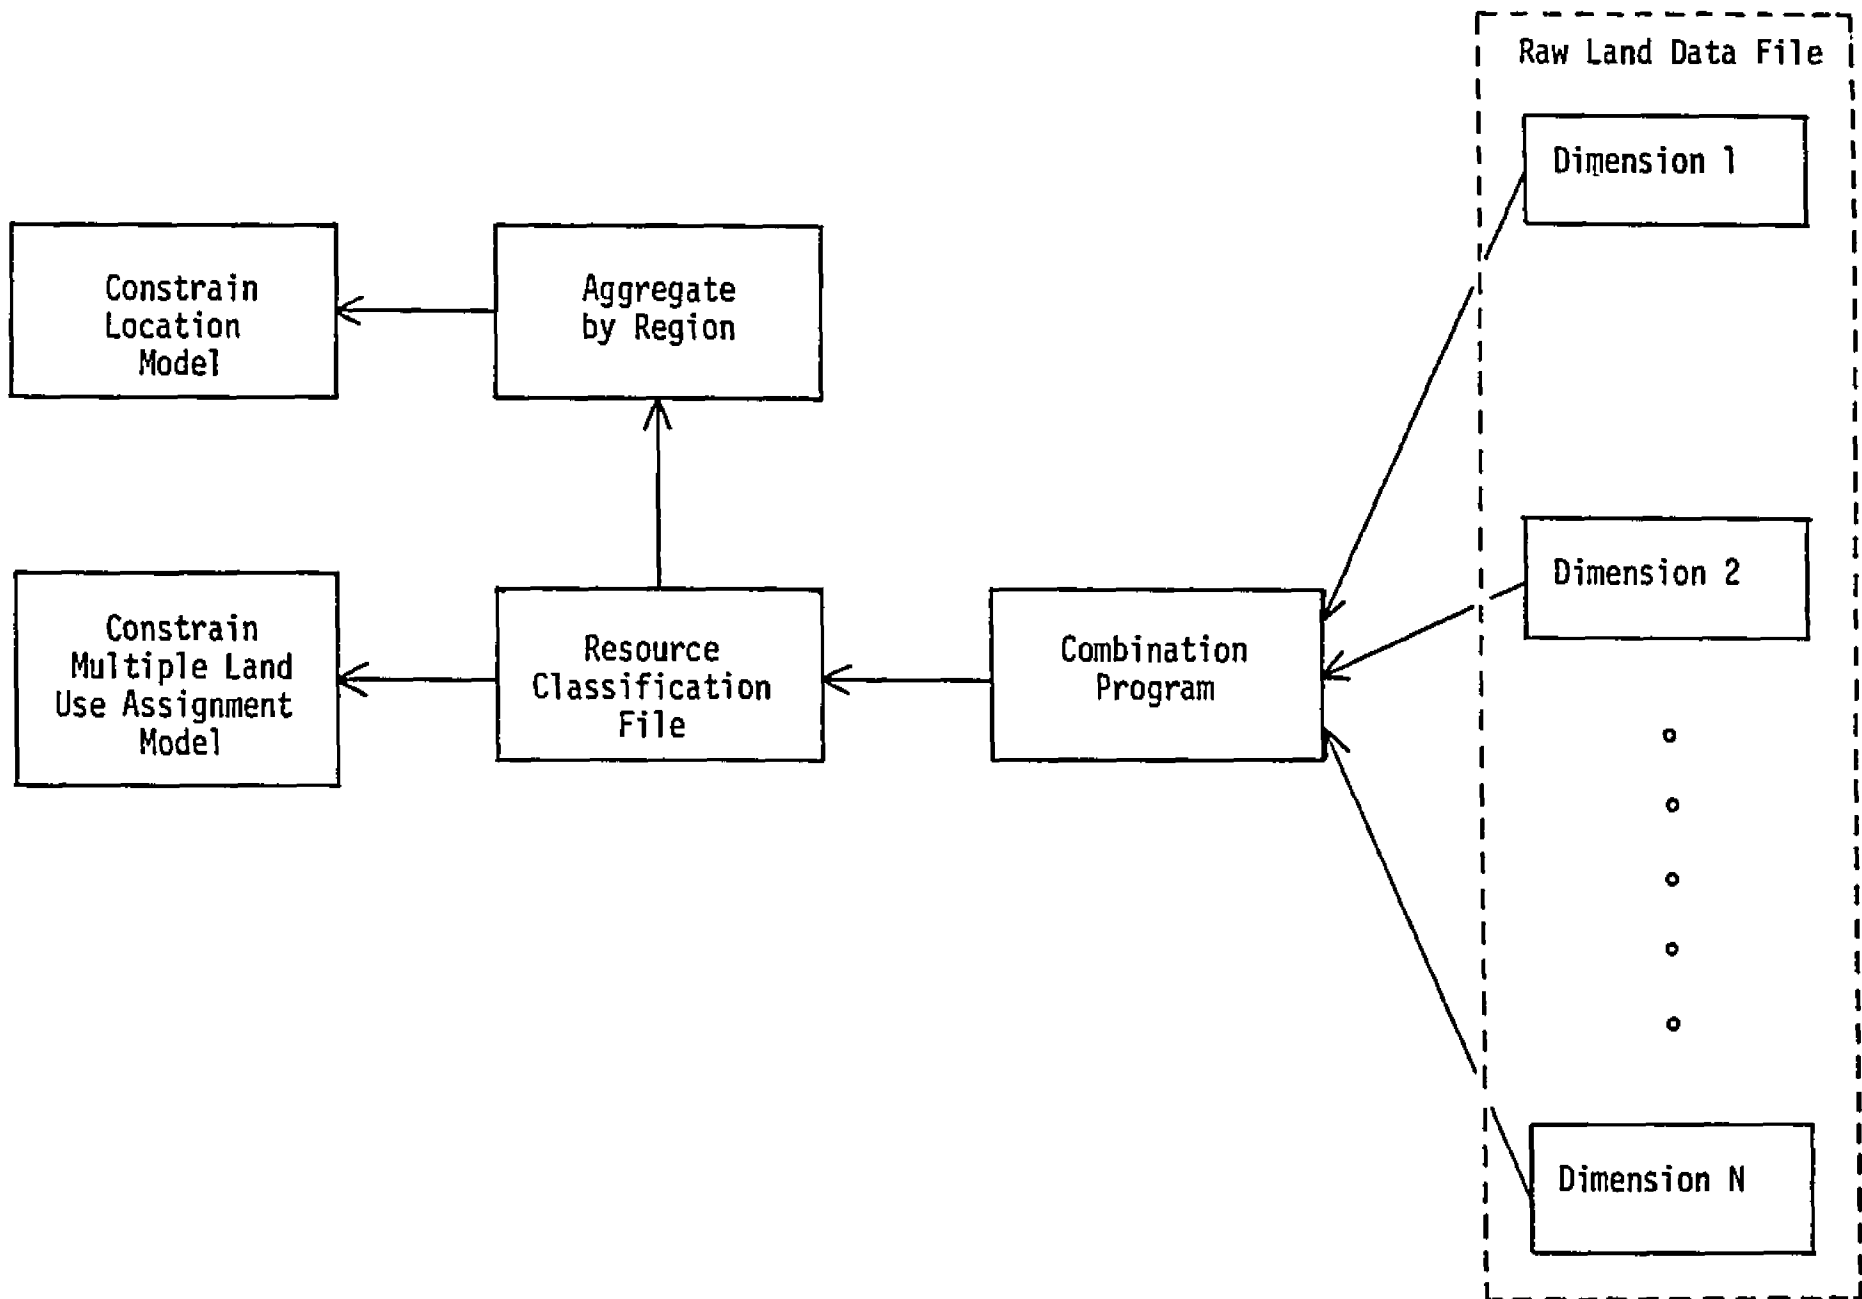 Raw Land Data File
Dimension 1
Constrain
Location
Model
Aggregate
by Region
Dimension 2
Constrain
Multiple Land
Use Assignment
Model
Resource
Classification
File
Combination
Program
Dimension N